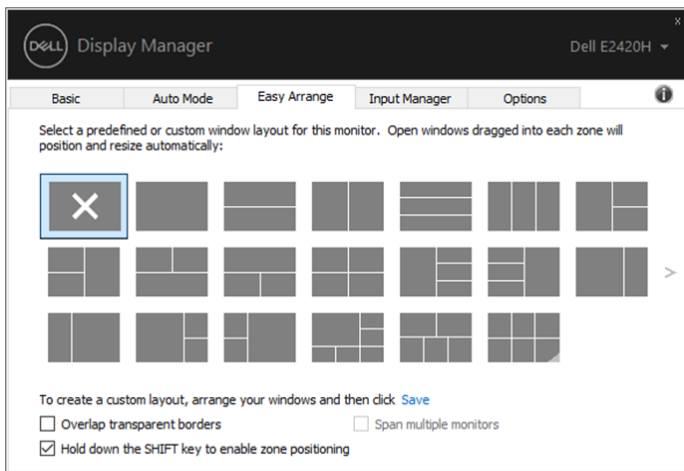 x
DELL Display Manager Dell E2420H
Basic Auto Mode Easy Arrange Input Manager Options
Select a predefined or custom window layout for this monitor. Open windows dragged into each zone will
position and resize automatically:
>
To create a custom layout, arrange your windows and then click Save
Overlap transparent borders Span multiple monitors
Hold down the SHIFT key to enable zone positioning